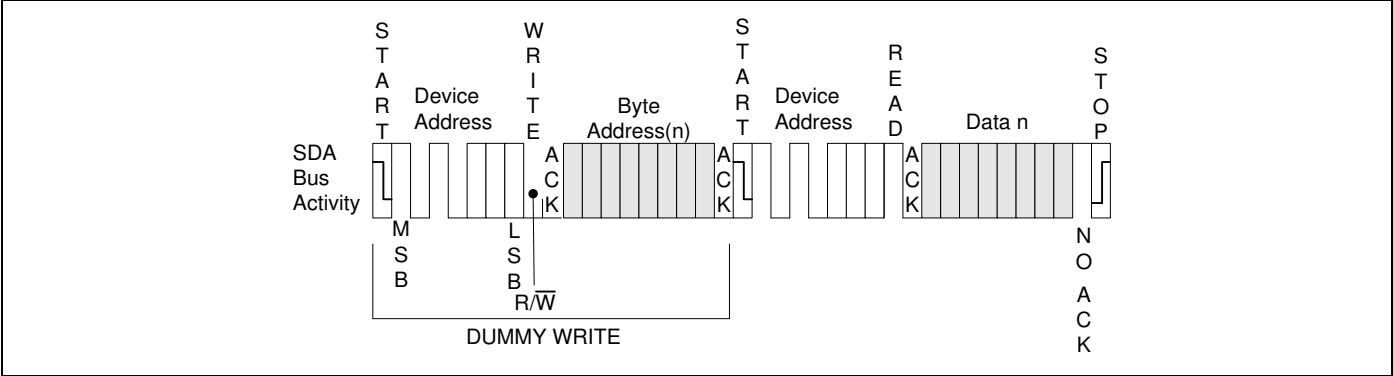 START
WRITE
START
READ
STOP
Device
Address
Byte
Address(n)
Device
Address
Data n
SDA
Bus
Activity
ACK
ACK
ACK
MSB
LSB
R/W̅
NO ACK
DUMMY WRITE